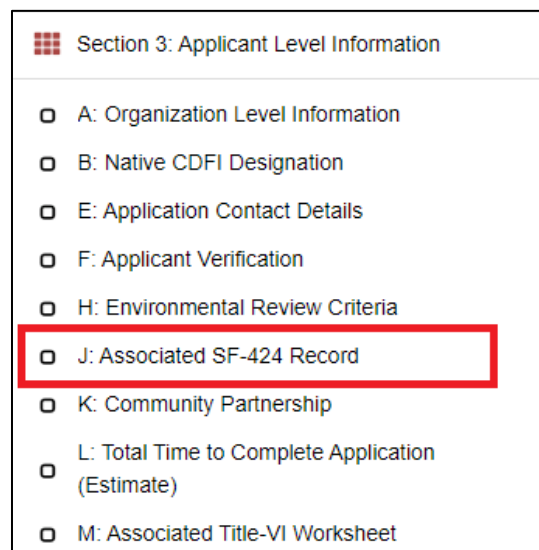 Section 3: Applicant Level Information
A: Organization Level Information
B: Native CDFI Designation
E: Application Contact Details
F: Applicant Verification
H: Environmental Review Criteria
J: Associated SF-424 Record
K: Community Partnership
L: Total Time to Complete Application
(Estimate)
M: Associated Title-VI Worksheet